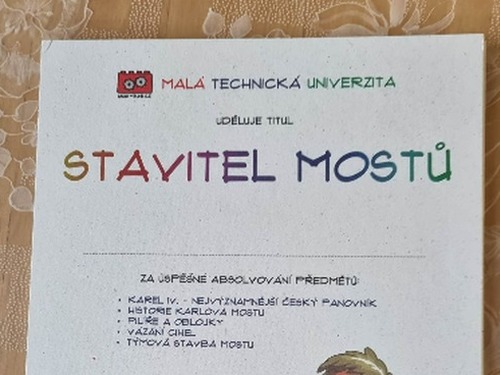 MALÁ TECHNICKÁ UNIVERZITA
UDĚLUJE TITUL
STAVITEL MOSTŮ
ZA ÚSPĚŠNÉ ABSOLVOVÁNÍ PŘEDMĚTŮ:
• KAREL IV. - NEJVÝZNAMNĚJŠÍ ČESKÝ PANOVNÍK
• HISTORIE KARLOVA MOSTU
• PILÍŘE A OBLOUKY
• VÁZÁNÍ CIHEL
• TÝMOVÁ STAVBA MOSTU